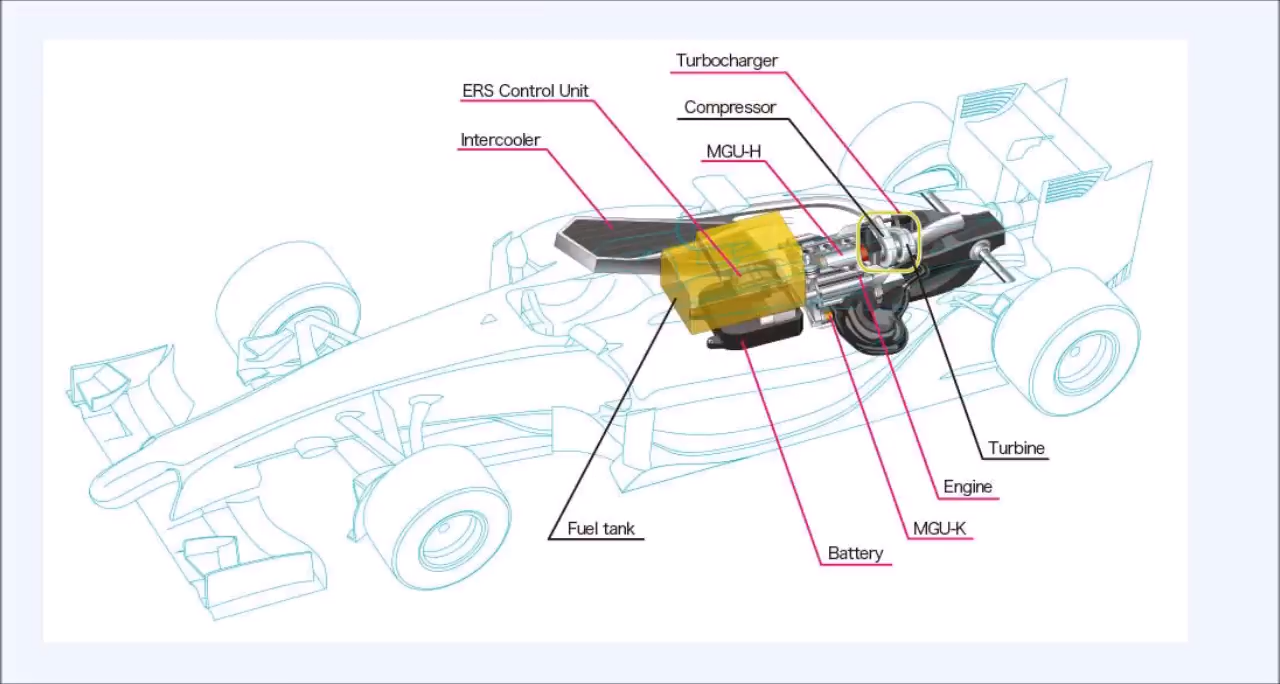 Turbocharger
ERS Control Unit
Compressor
Intercooler
MGU-H
Turbine
Engine
Fuel tank
MGU-K
Battery